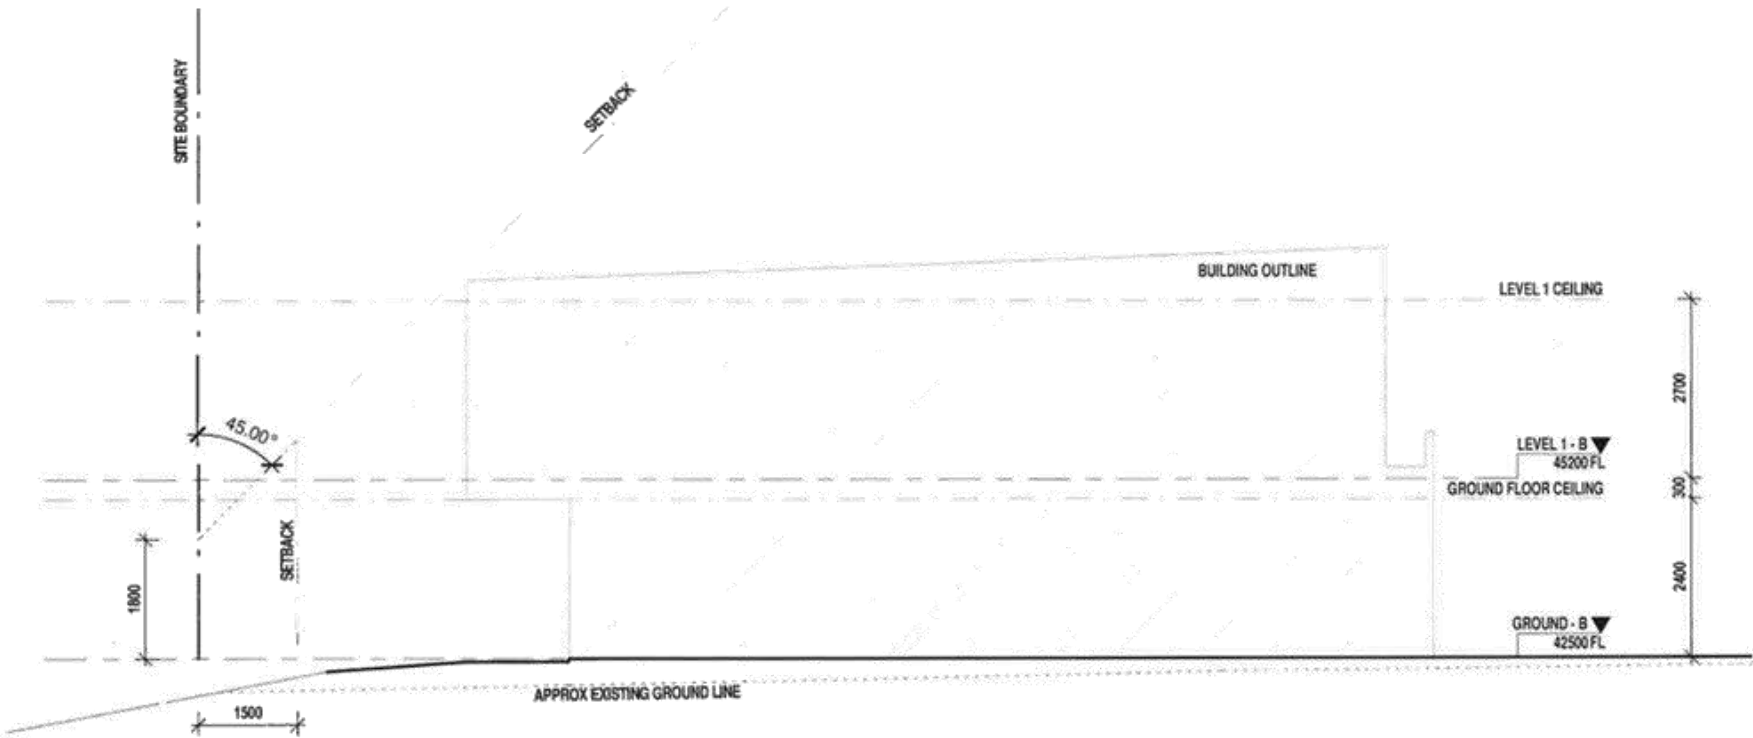 SITE BOUNDARY
SETBACK
BUILDING OUTLINE
LEVEL 1 CEILING
2700
45.00°
LEVEL 1 - B
45200 FL
GROUND FLOOR CEILING
300
SETBACK
1800
2400
GROUND - B
42500 FL
APPROX EXISTING GROUND LINE
1500